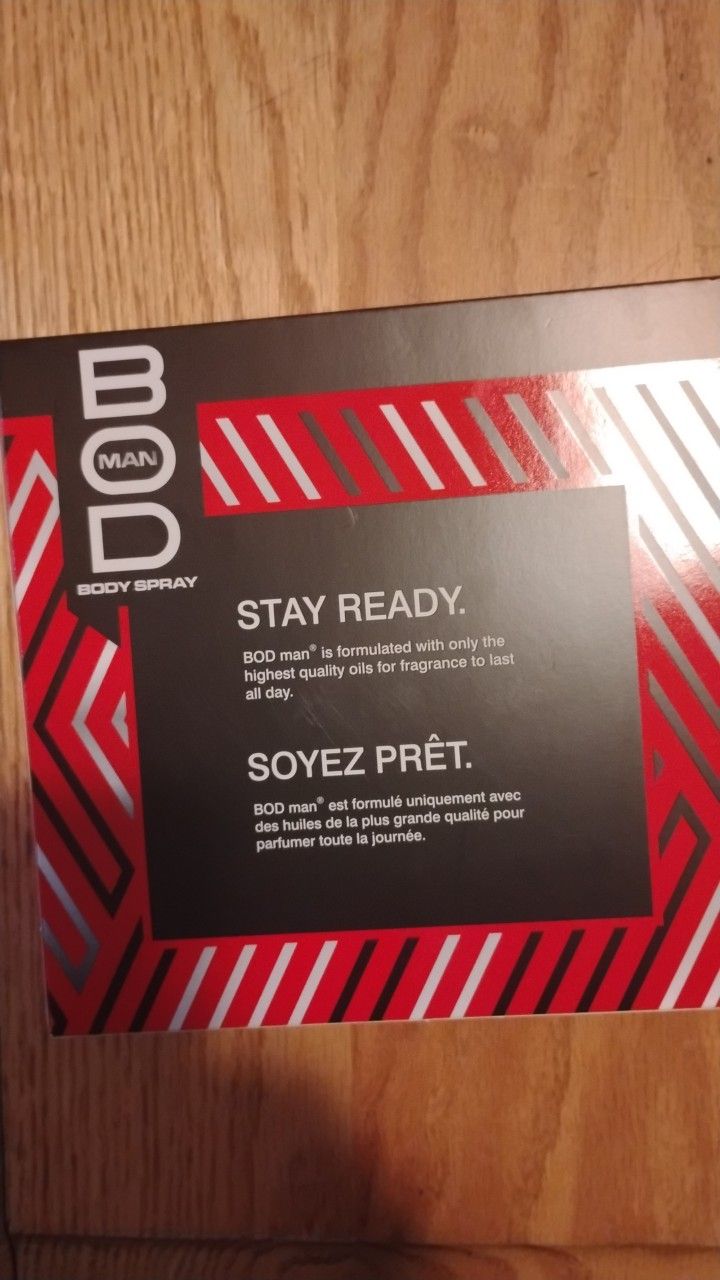 BOD
MAN
BODY SPRAY
STAY READY.
BOD man® is formulated with only the
highest quality oils for fragrance to last
all day.
SOYEZ PRÊT.
BOD man® est formulé uniquement avec
des huiles de la plus grande qualité pour
parfumer toute la journée.